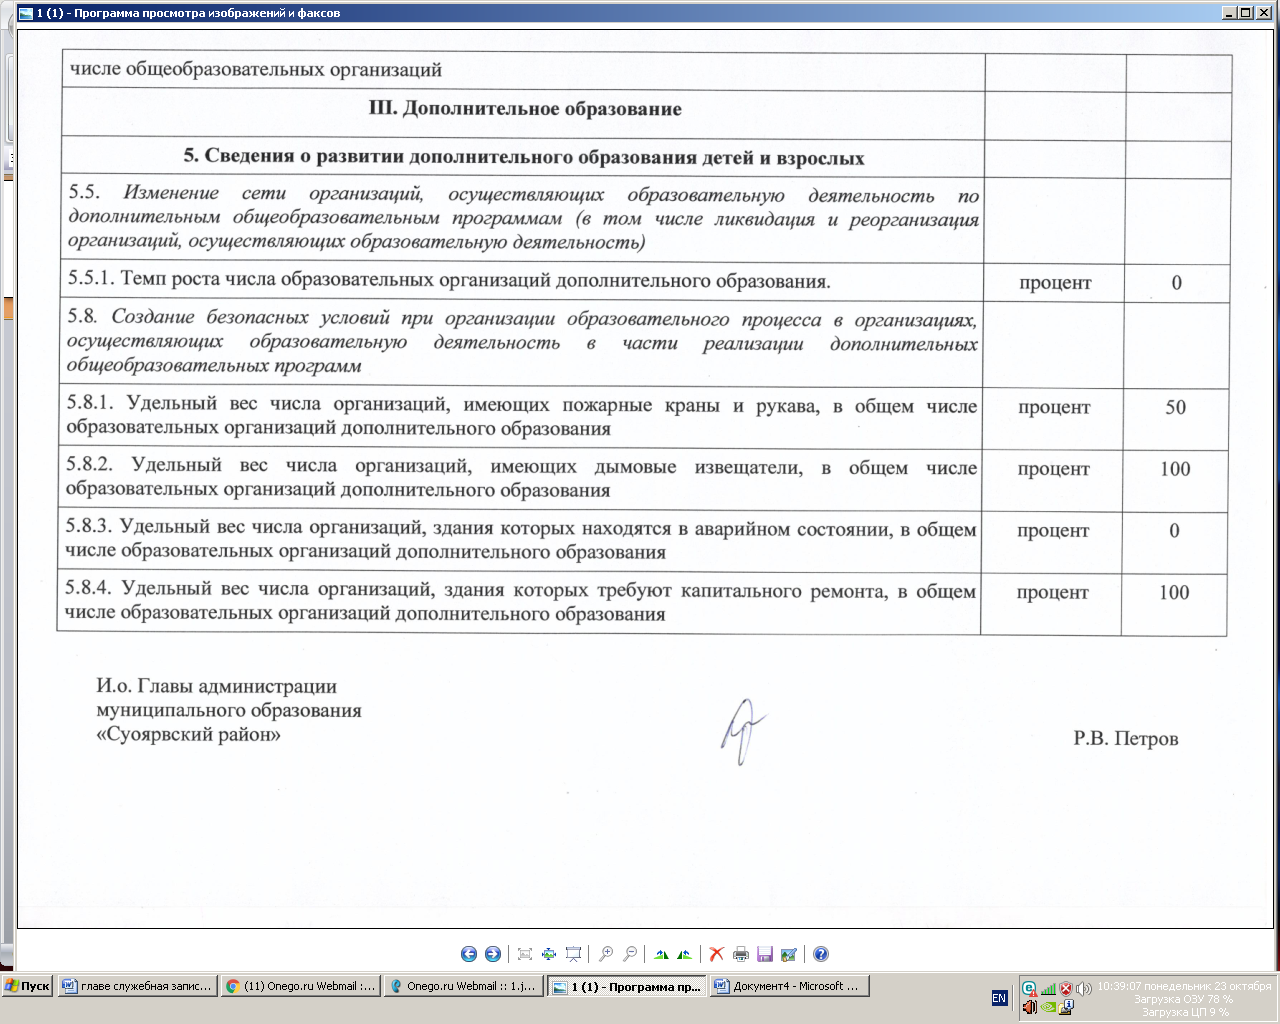 1 (1) - Программа просмотра изображений и факсов
числе общеобразовательных организаций
III. Дополнительное образование
5. Сведения о развитии дополнительного образования детей и взрослых
5.5. Изменение сети организаций, осуществляющих образовательную деятельность по
дополнительным общеобразовательным программам (в том числе ликвидация и реорганизация
организаций, осуществляющих образовательную деятельность)
5.5.1. Темп роста числа образовательных организаций дополнительного образования. процент 0
5.8. Создание безопасных условий при организации образовательного процесса в организациях,
осуществляющих образовательную деятельность в части реализации дополнительных
общеобразовательных программ
5.8.1. Удельный вес числа организаций, имеющих пожарные краны и рукава, в общем числе процент 50
образовательных организаций дополнительного образования
5.8.2. Удельный вес числа организаций, имеющих дымовые извещатели, в общем числе процент 100
образовательных организаций дополнительного образования
5.8.3. Удельный вес числа организаций, здания которых находятся в аварийном состоянии, в общем процент 0
числе образовательных организаций дополнительного образования
5.8.4. Удельный вес числа организаций, здания которых требуют капитального ремонта, в общем процент 100
числе образовательных организаций дополнительного образования
И.о. Главы администрации
муниципального образования
«Суоярвский район» Р.В. Петров
Пуск главе служебная запис... (11) Onego.ru Webmail :... Onego.ru Webmail :: 1.j... 1 (1) - Программа пр... Документ4 - Microsoft ... EN
10:39:07 понедельник 23 октября
Загрузка ОЗУ 78 %
Загрузка ЦП 9 %